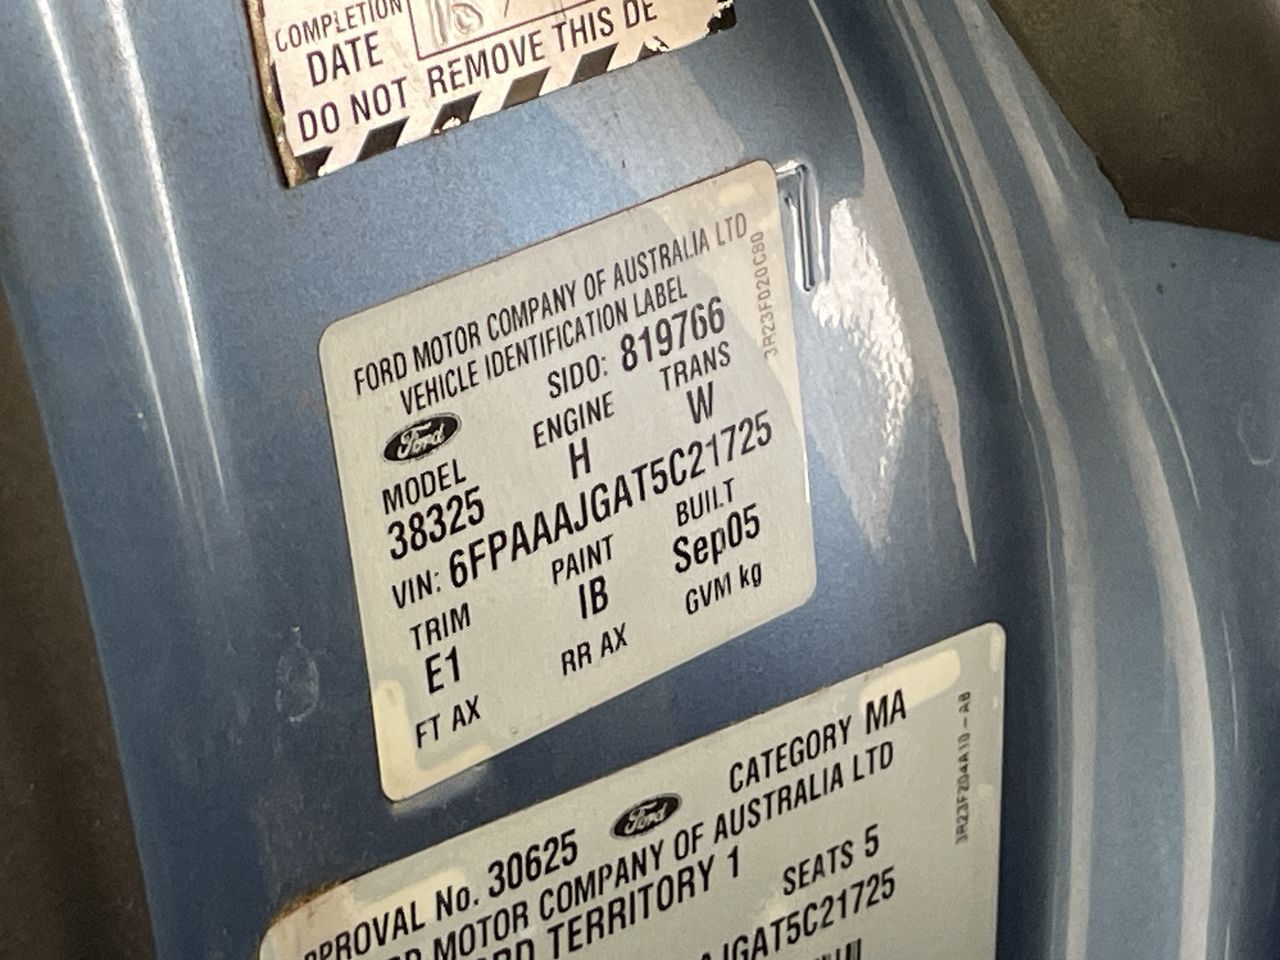 COMPLETION
DATE
DO NOT REMOVE THIS DE
FORD MOTOR COMPANY OF AUSTRALIA LTD
VEHICLE IDENTIFICATION LABEL
3R23F020C80
SIDO: 819766
Ford
ENGINE TRANS
MODEL H W
38325
VIN: 6FPAAAJGAT5C21725
TRIM PAINT BUILT
E1 IB Sep05
FT AX RR AX GVM kg
PROVAL No. 30625 Ford CATEGORY MA
RD MOTOR COMPANY OF AUSTRALIA LTD
RD TERRITORY 1
SEATS 5
AJGAT5C21725
3R23F204A10-AB